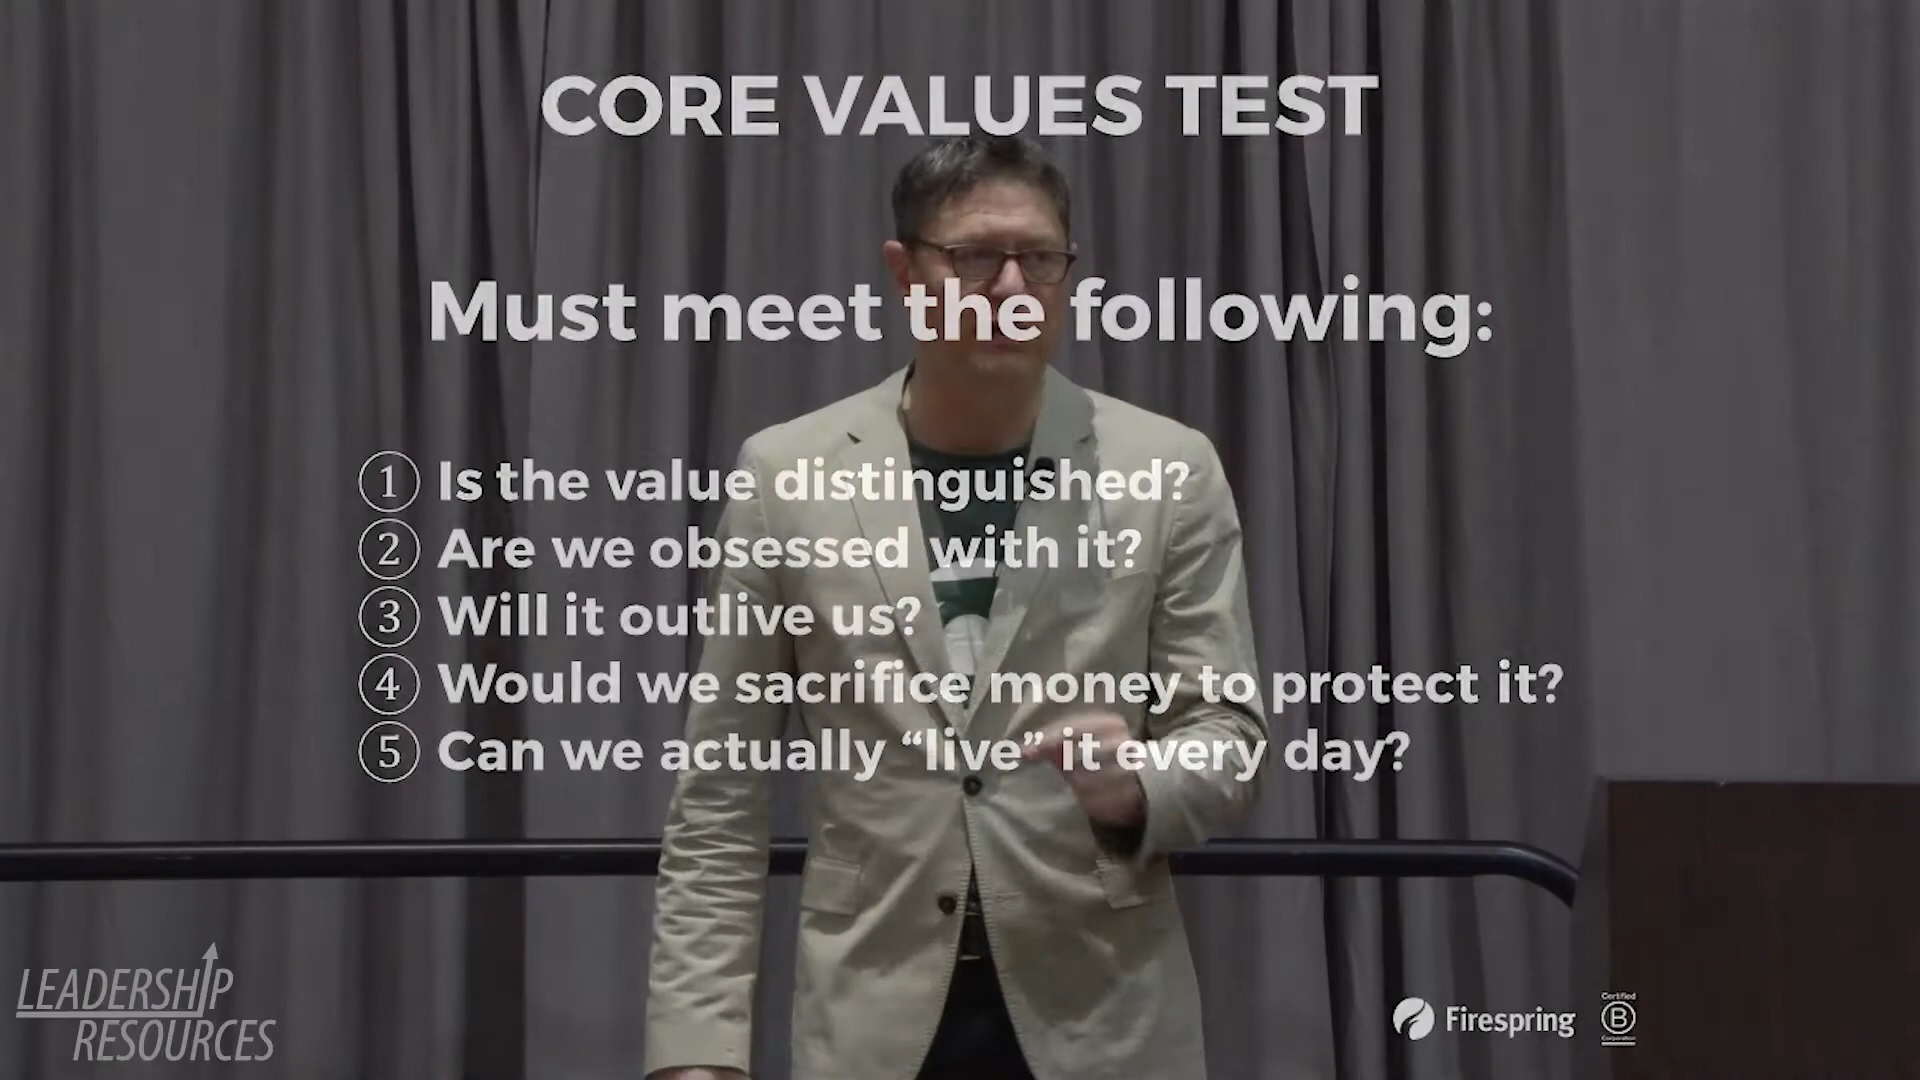 CORE VALUES TEST
Must meet the following:
① Is the value distinguished?
② Are we obsessed with it?
③ Will it outlive us?
④ Would we sacrifice money to protect it?
⑤ Can we actually “live” it every day?
LEADERSHIP
RESOURCES
Firespring
Certified
B
Corporation